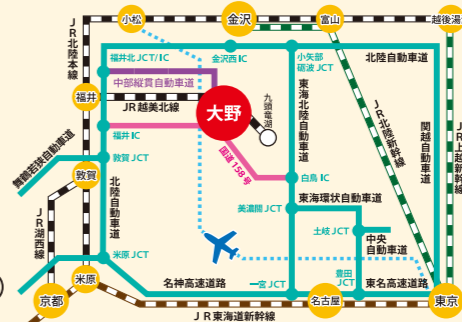 小松
金沢
富山
越後湯
JR北陸本線
福井北JCT/IC
金沢西IC
小矢部
砺波JCT
北陸自動車道
中部縦貫自動車道
福井
JR越美北線
大野
九頭竜湖
東海北陸自動車道
JR北陸新幹線
関越自動車道
JR上越新幹線
福井IC
国道158号
舞鶴若狭自動車道
敦賀JCT
敦賀
白鳥IC
北陸自動車道
美濃関JCT
東海環状自動車道
JR湖西線
土岐JCT
中央
自動車道
米原JCT
米原
名神高速道路
一宮JCT
豊田
JCT
東名高速道路
京都
名古屋
東京
JR東海道新幹線